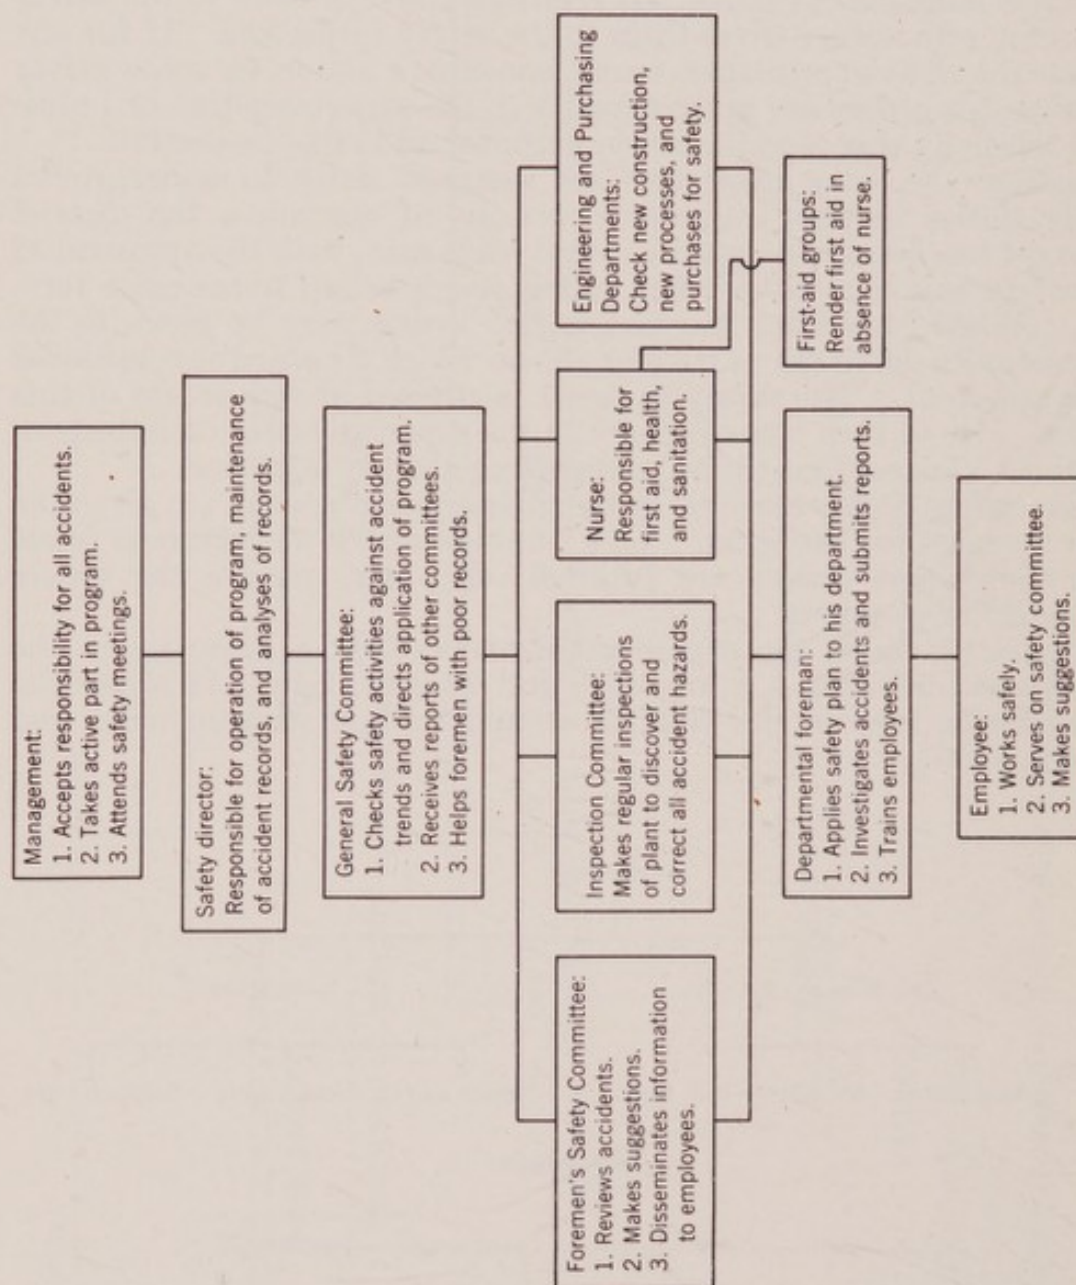 Management:
1. Accepts responsibility for all accidents.
2. Takes active part in program.
3. Attends safety meetings.
Safety director:
Responsible for operation of program, maintenance
of accident records, and analyses of records.
General Safety Committee:
1. Checks safety activities against accident
trends and directs application of program.
2. Receives reports of other committees.
3. Helps foremen with poor records.
Foremen's Safety Committee:
1. Reviews accidents.
2. Makes suggestions.
3. Disseminates information
to employees.
Inspection Committee:
Makes regular inspections
of plant to discover and
correct all accident hazards.
Nurse:
Responsible for
first aid, health,
and sanitation.
Engineering and Purchasing
Departments:
Check new construction,
new processes, and
purchases for safety.
Departmental foreman:
1. Applies safety plan to his department.
2. Investigates accidents and submits reports.
3. Trains employees.
First-aid groups:
Render first aid in
absence of nurse.
Employee:
1. Works safely.
2. Serves on safety committee.
3. Makes suggestions.